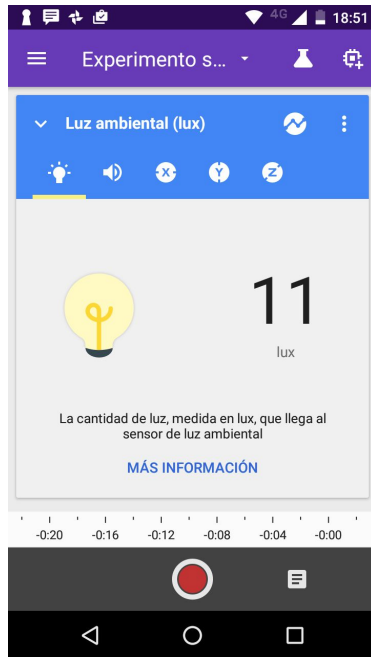 4G 18:51
Experimento s...
Luz ambiental (lux)
X Y Z
11
lux
La cantidad de luz, medida en lux, que llega al
sensor de luz ambiental
MÁS INFORMACIÓN
-0:20 -0:16 -0:12 -0:08 -0:04 -0:00